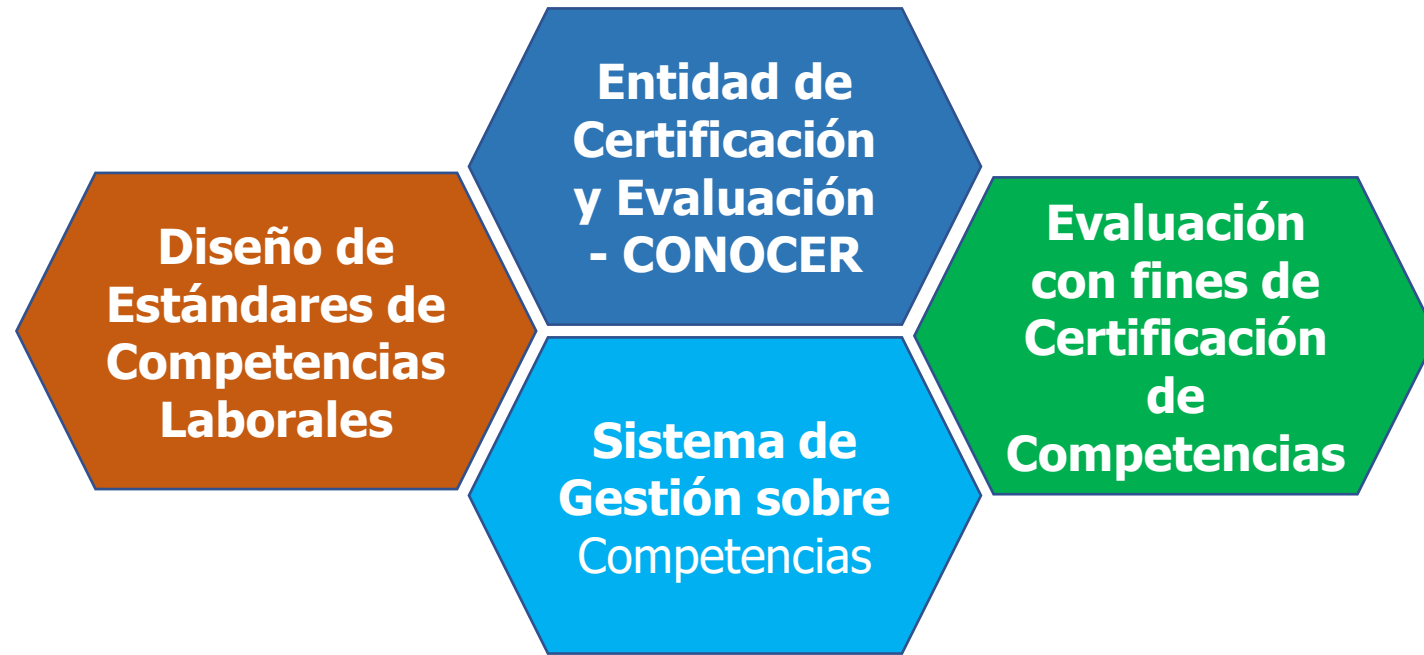 Entidad de
Certificación
y Evaluación
- CONOCER
Diseño de
Estándares de
Competencias
Laborales
Evaluación
con fines de
Certificación
de
Competencias
Sistema de
Gestión sobre
Competencias